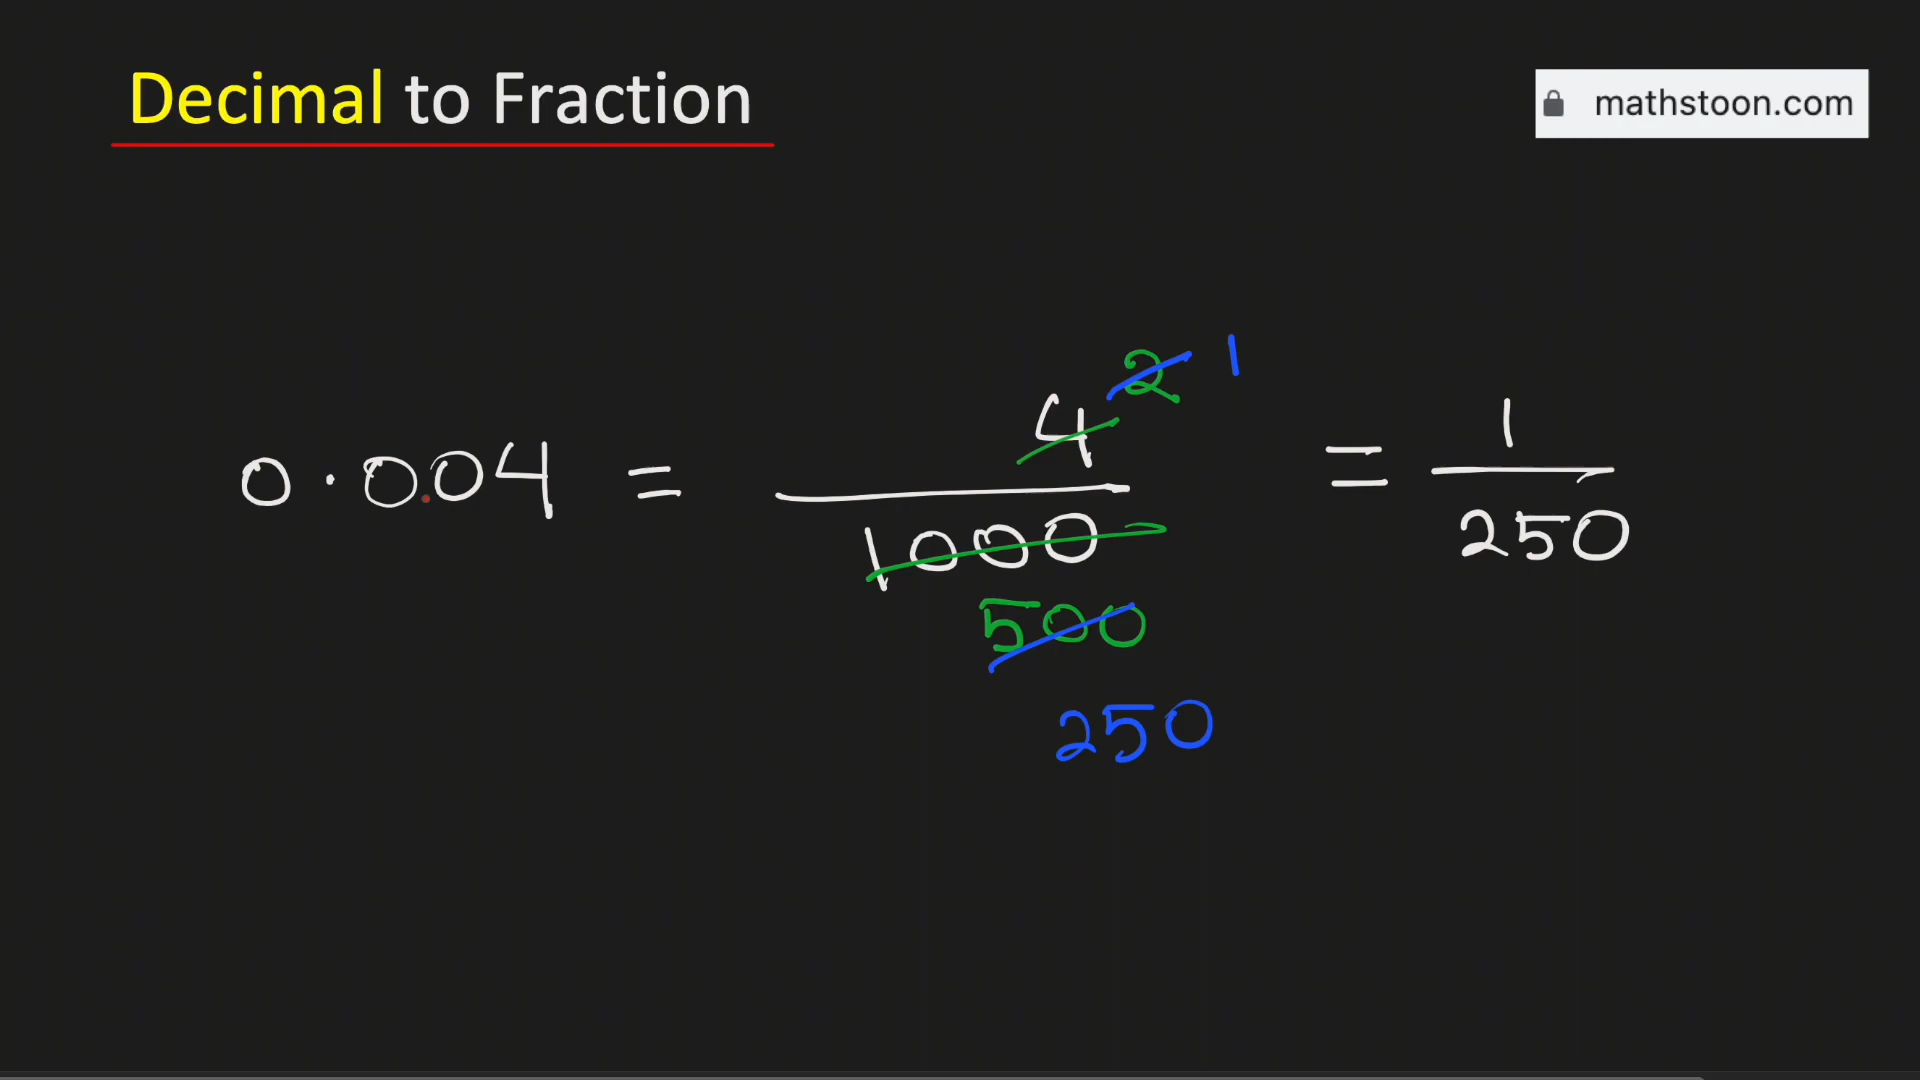 Decimal to Fraction
mathstoon.com
0.004 = 4/1000 = 1/250
2 1
500
250